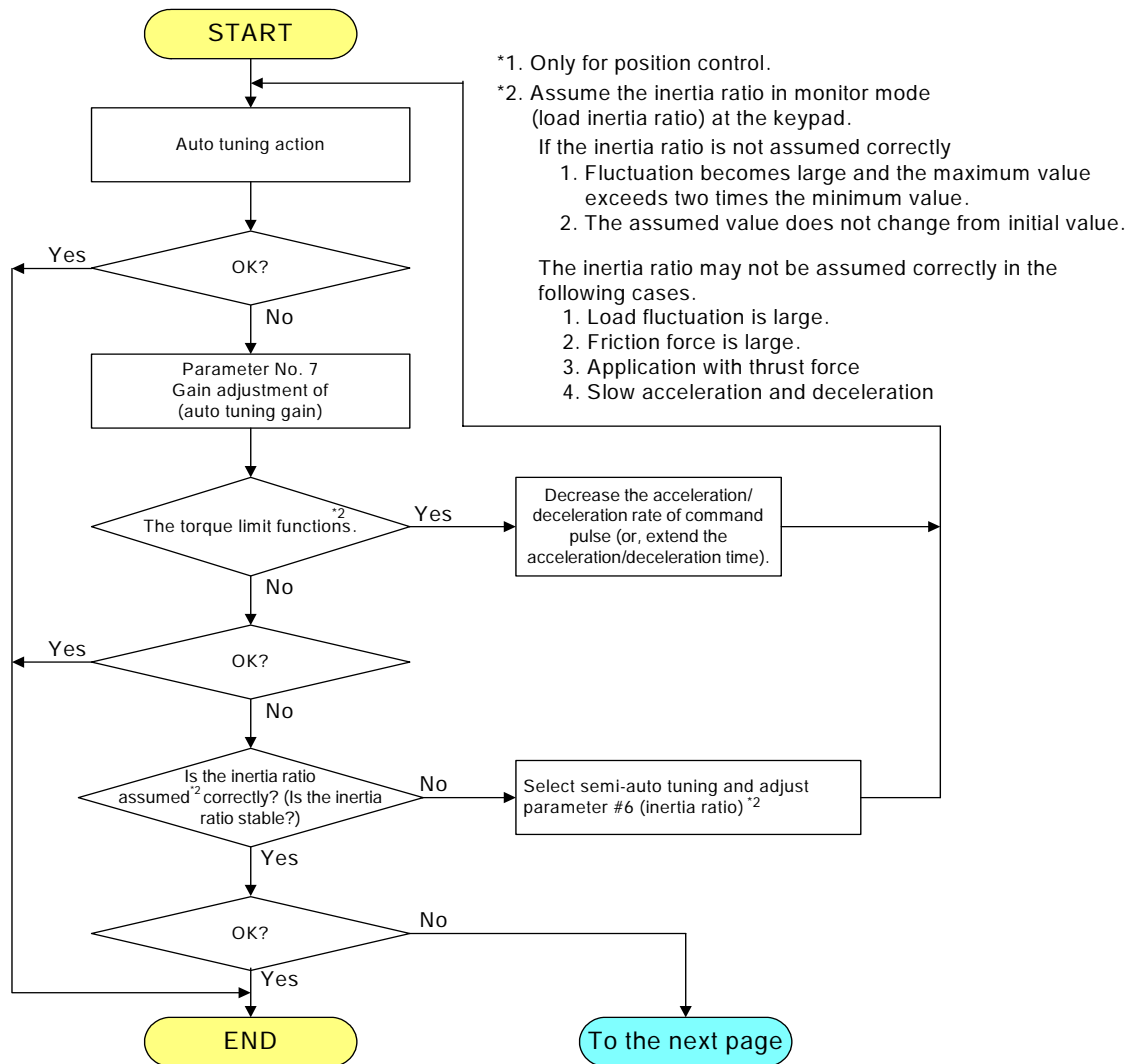 START
*1. Only for position control.
*2. Assume the inertia ratio in monitor mode
(load inertia ratio) at the keypad.
If the inertia ratio is not assumed correctly
1. Fluctuation becomes large and the maximum value
exceeds two times the minimum value.
2. The assumed value does not change from initial value.
The inertia ratio may not be assumed correctly in the
following cases.
1. Load fluctuation is large.
2. Friction force is large.
3. Application with thrust force
4. Slow acceleration and deceleration
Auto tuning action
Yes
OK?
No
Parameter No. 7
Gain adjustment of
(auto tuning gain)
The torque limit functions.*2
Yes
Decrease the acceleration/
deceleration rate of command
pulse (or, extend the
acceleration/deceleration time).
No
Yes
OK?
No
Is the inertia ratio
assumed*2 correctly? (Is the inertia
ratio stable?)
No
Select semi-auto tuning and adjust
parameter #6 (inertia ratio) *2
Yes
OK?
No
Yes
END
To the next page